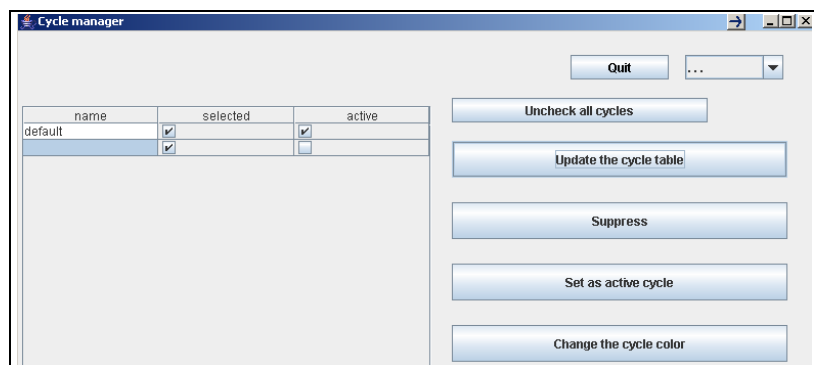 Cycle manager
Quit
...
Uncheck all cycles
name selected active
default
Update the cycle table
Suppress
Set as active cycle
Change the cycle color